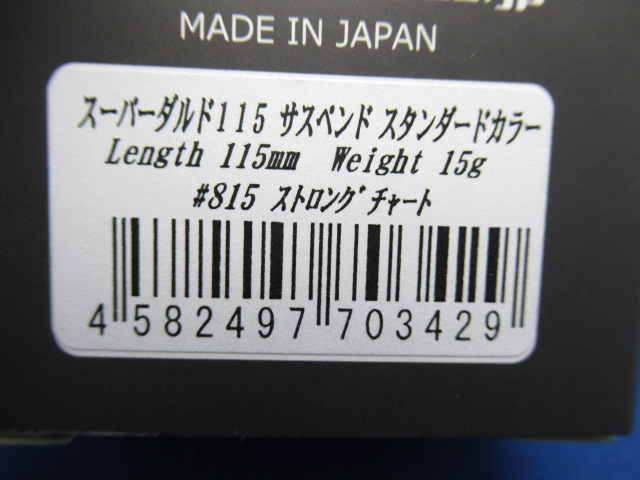 MADE IN JAPAN
スーパーダルド115 サスペンド スタンダードカラー
Length 115mm Weight 15g
#815 ストロングチャート
4 582497 703429